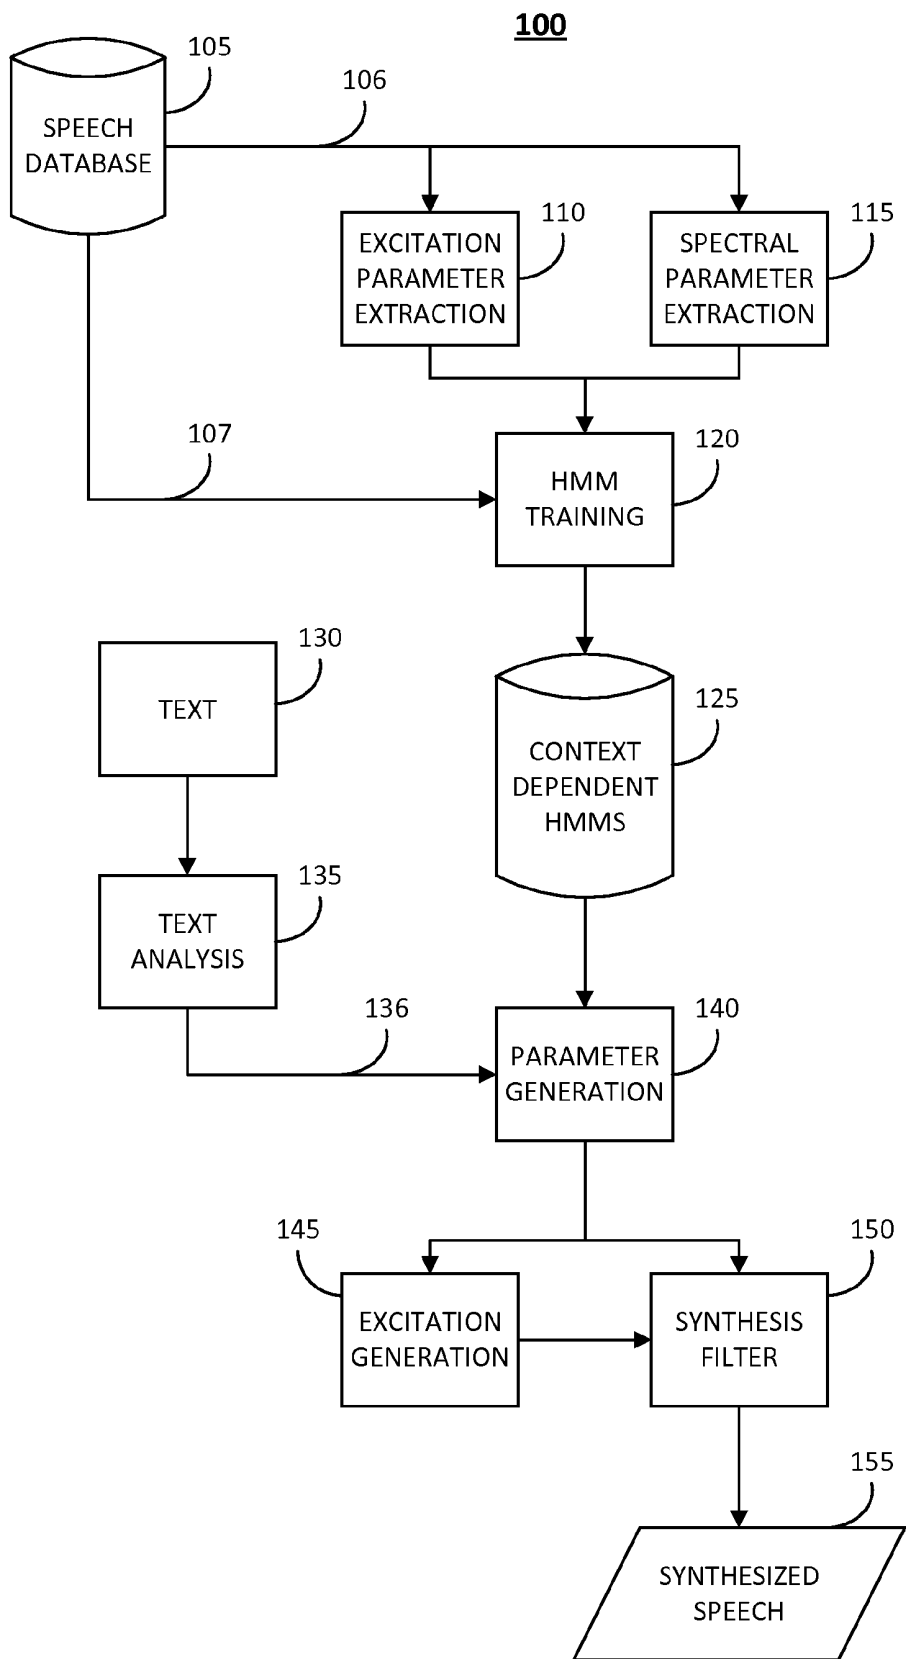 100
105
SPEECH
DATABASE
106
110
EXCITATION
PARAMETER
EXTRACTION
115
SPECTRAL
PARAMETER
EXTRACTION
107
120
HMM
TRAINING
130
TEXT
125
CONTEXT
DEPENDENT
HMMS
135
TEXT
ANALYSIS
136
140
PARAMETER
GENERATION
145
EXCITATION
GENERATION
150
SYNTHESIS
FILTER
155
SYNTHESIZED
SPEECH